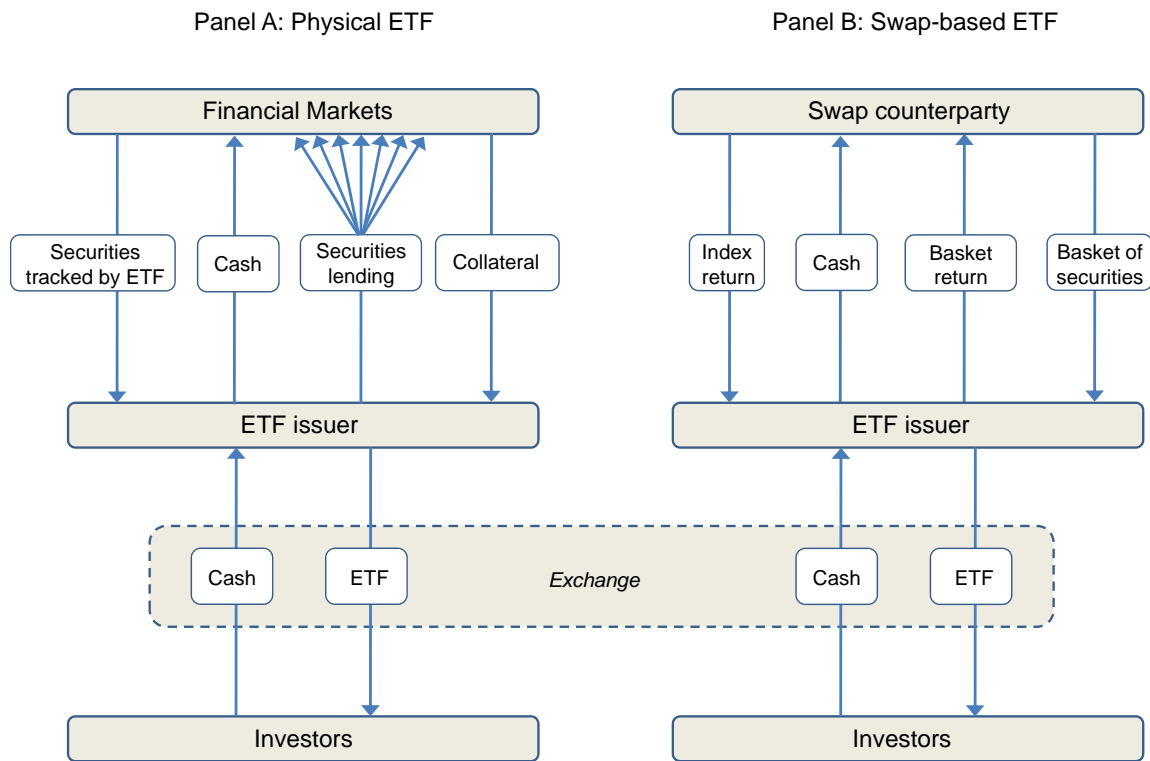 Panel A: Physical ETF
Panel B: Swap-based ETF
Financial Markets
Swap counterparty
Securities
tracked by ETF
Cash
Securities
lending
Collateral
Index
return
Cash
Basket
return
Basket of
securities
ETF issuer
ETF issuer
Cash
ETF
Exchange
Cash
ETF
Investors
Investors